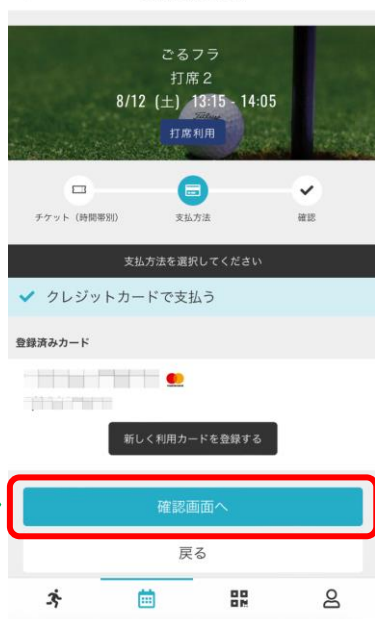 ごるフラ
打席２
8/12 (土) 13:15 - 14:05
打席利用
チケット (時間帯別)
支払方法
確認
支払方法を選択してください
クレジットカードで支払う
登録済みカード
新しく利用カードを登録する
確認画面へ
戻る